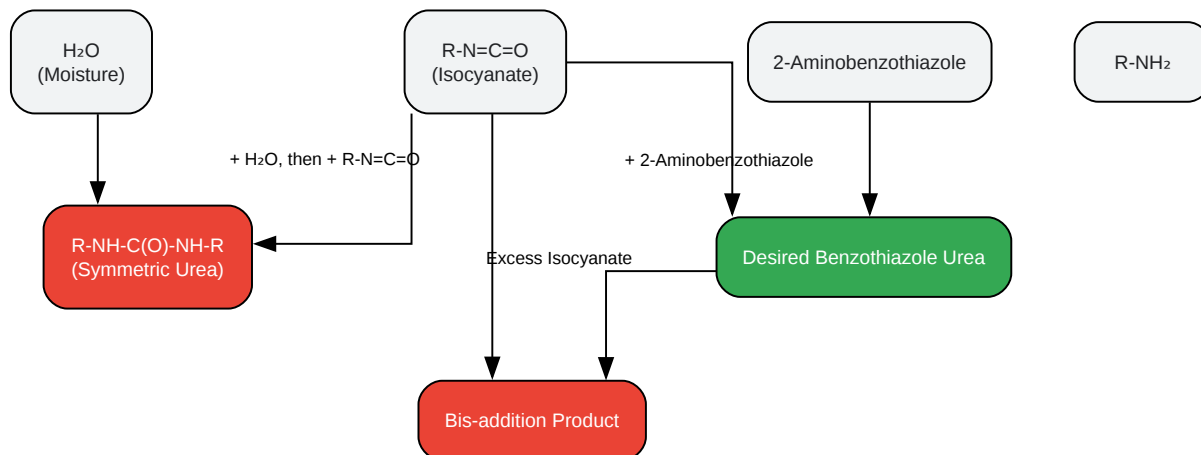 H₂O
(Moisture)
R-N=C=O
(Isocyanate)
2-Aminobenzothiazole
R-NH₂
+ H₂O, then + R-N=C=O
+ 2-Aminobenzothiazole
R-NH-C(O)-NH-R
(Symmetric Urea)
Excess Isocyanate
Desired Benzothiazole Urea
Bis-addition Product